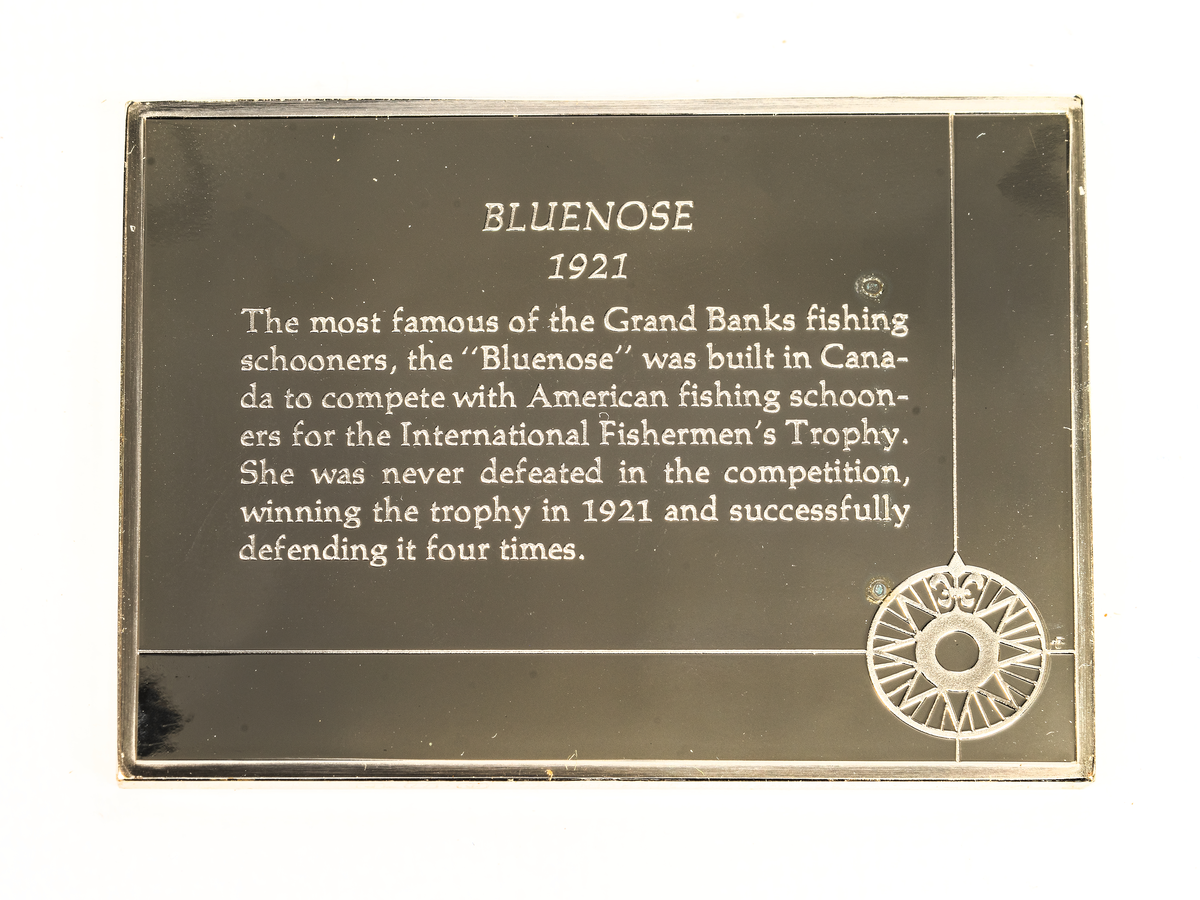 BLUENOSE
1921
The most famous of the Grand Banks fishing
schooners, the “Bluenose” was built in Cana-
da to compete with American fishing schoon-
ers for the International Fishermen's Trophy.
She was never defeated in the competition,
winning the trophy in 1921 and successfully
defending it four times.